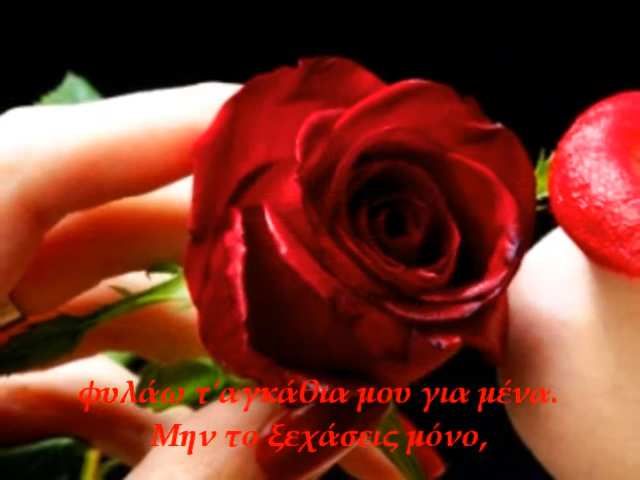 φυλάω τ'αγκάθια μου για μένα.
Μην το ξεχάσεις μόνο,